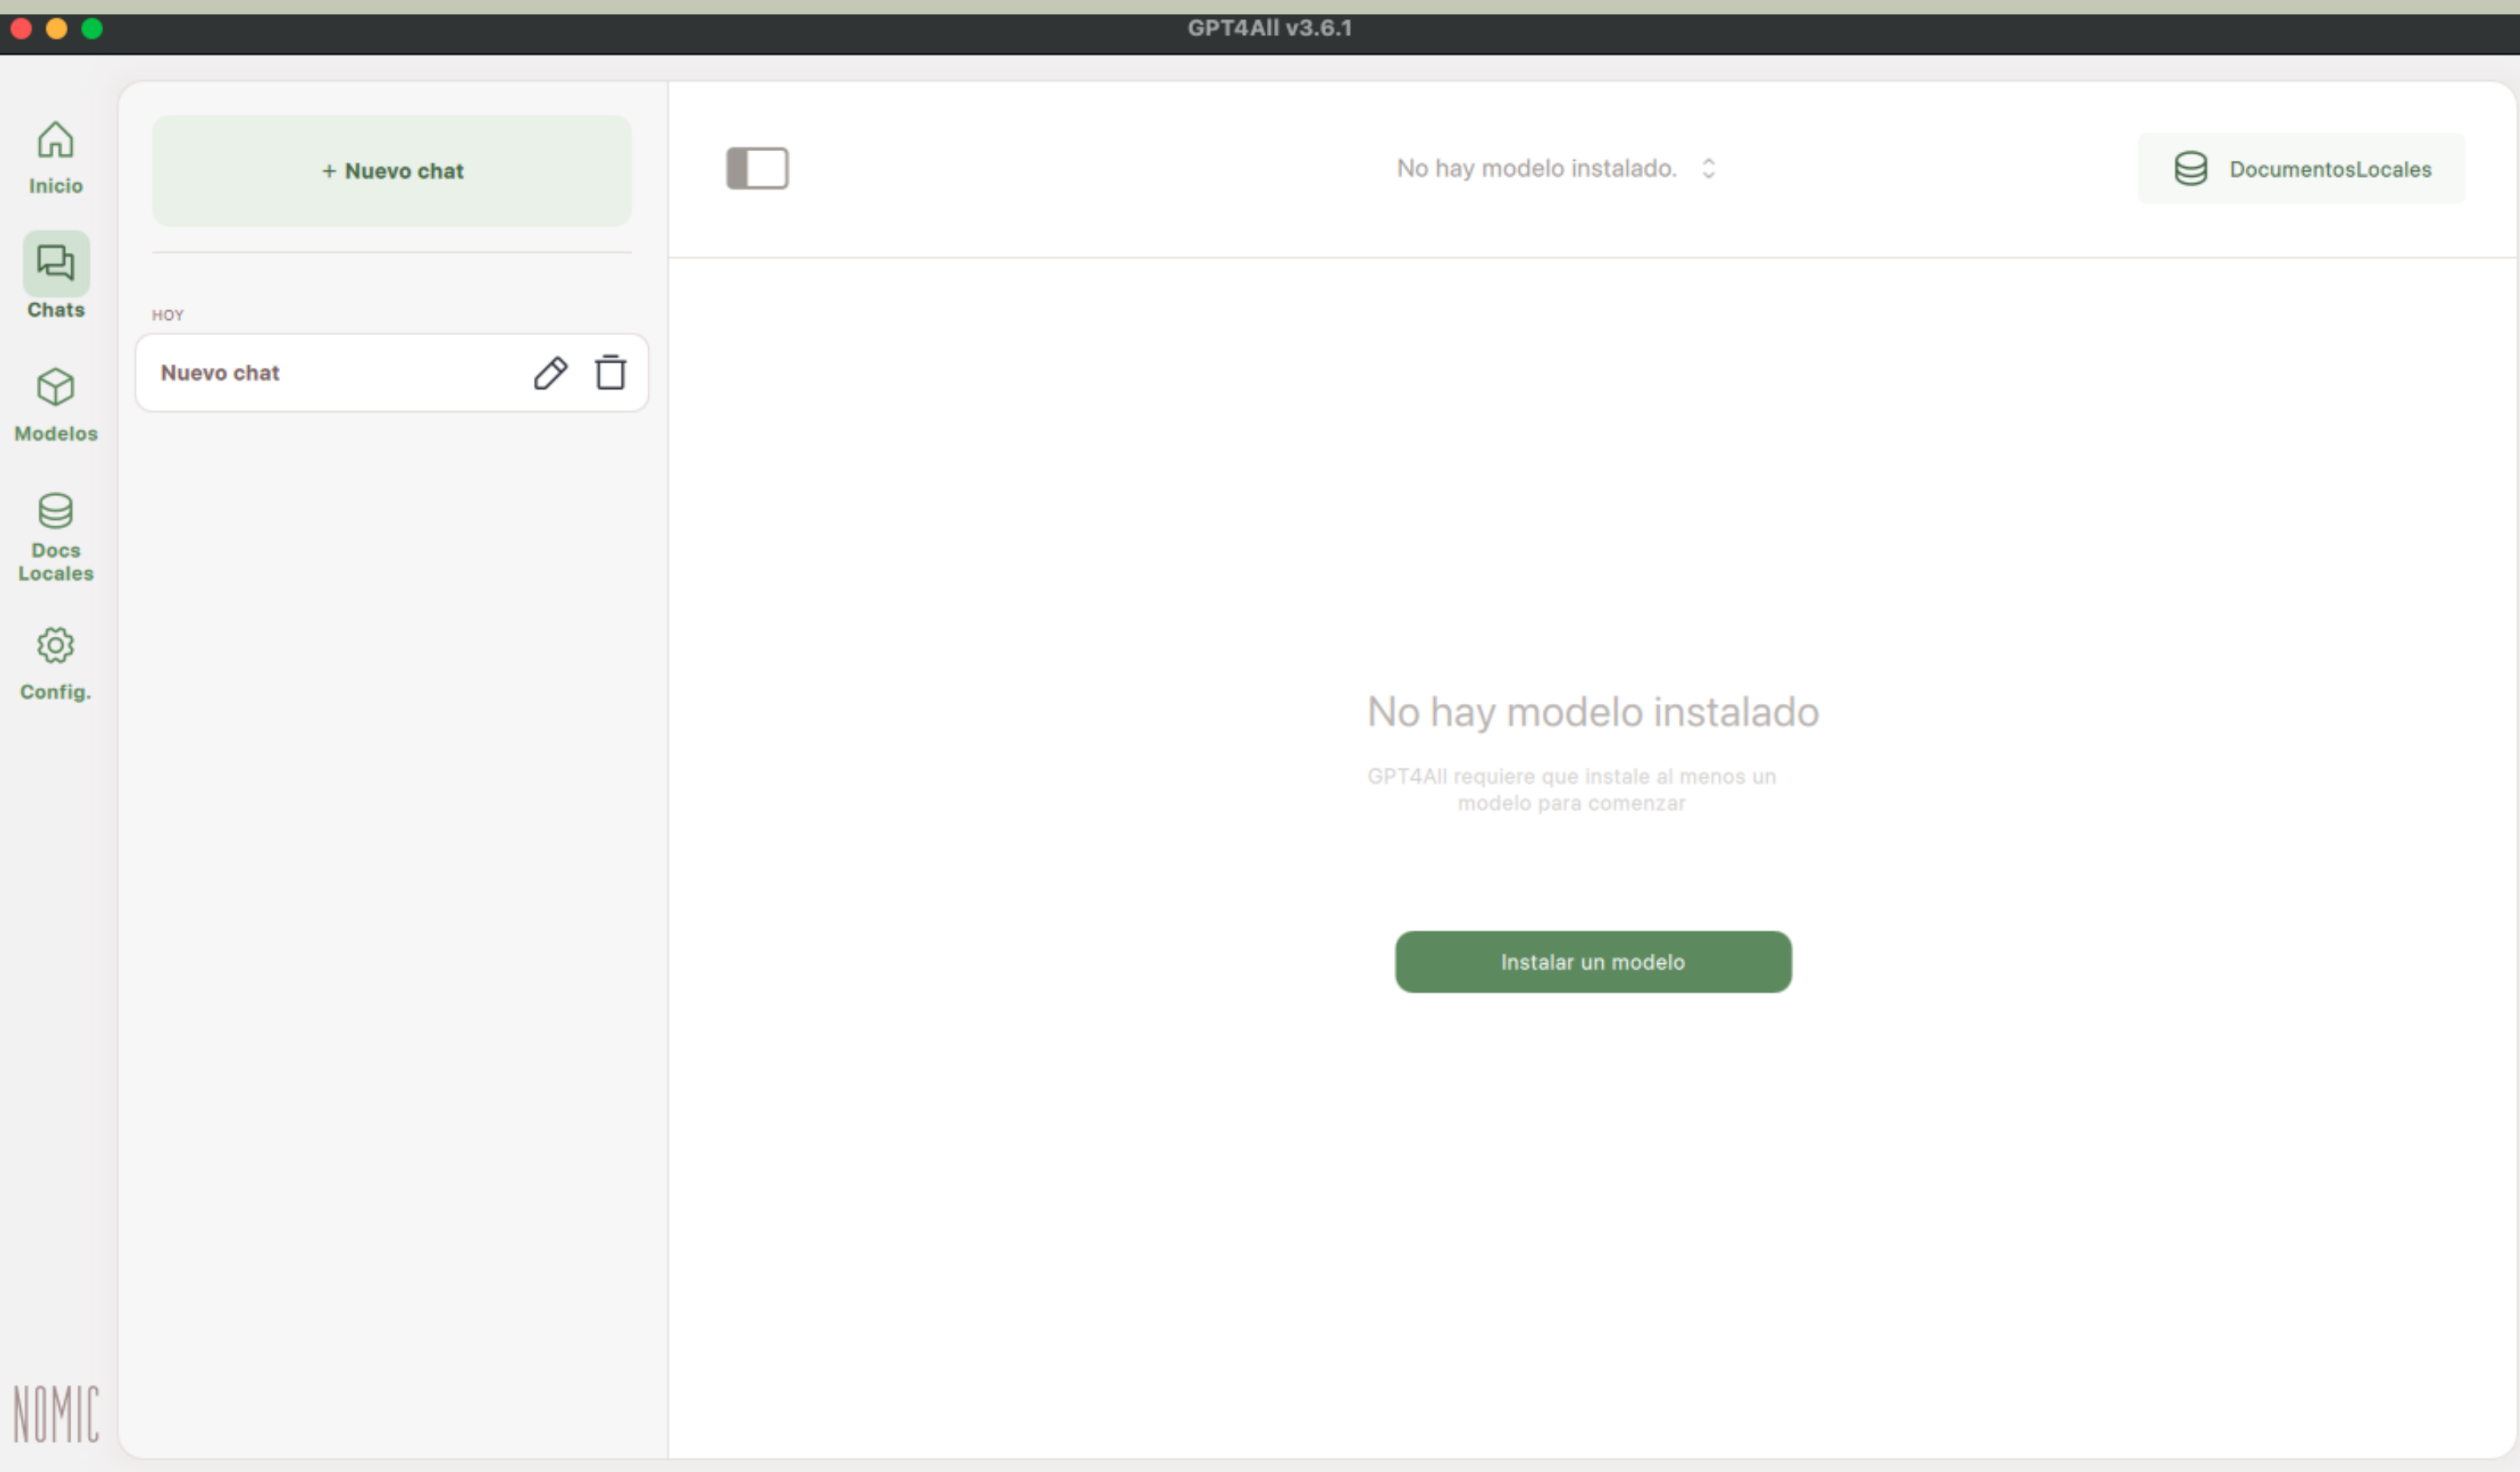 GPT4All v3.6.1
Inicio
Chats
Modelos
Docs
Locales
Config.
NOMIC
+ Nuevo chat
HOY
Nuevo chat
No hay modelo instalado.
DocumentosLocales
No hay modelo instalado
GPT4All requiere que instale al menos un
modelo para comenzar
Instalar un modelo